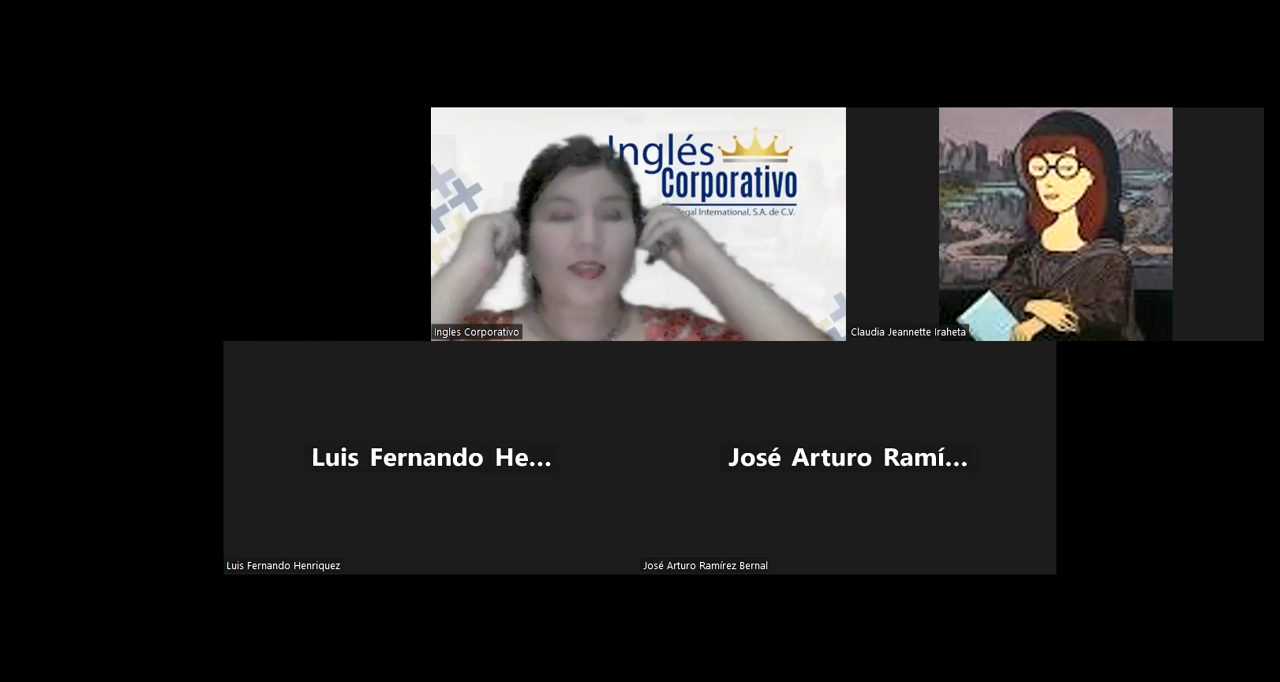 Inglés
Corporativo
egal International, S.A. de C.V.
Ingles Corporativo
Claudia Jeannette Iraheta
Luis Fernando He...
José Arturo Ramí...
Luis Fernando Henriquez
José Arturo Ramírez Bernal